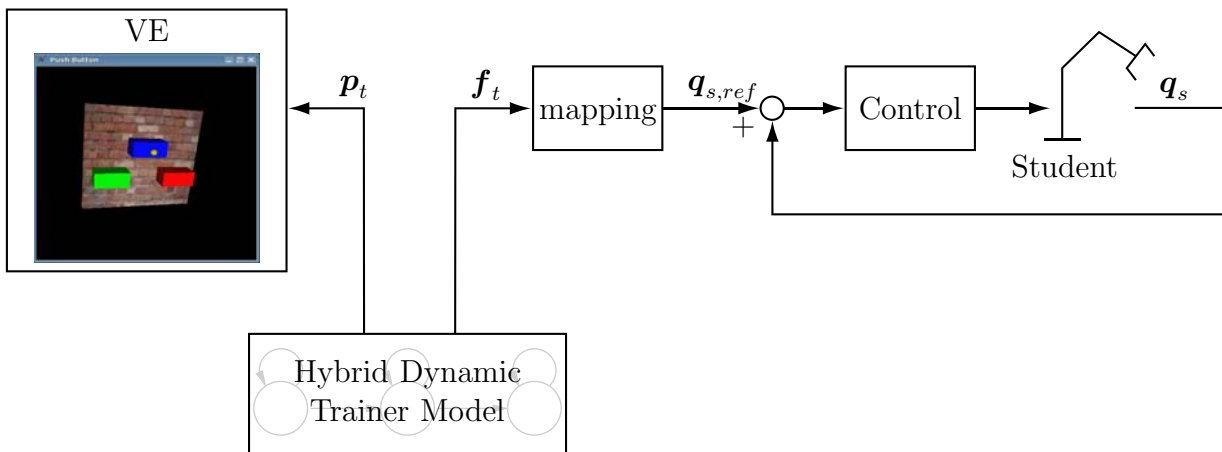 VE
Push Button
p_t
f_t
mapping
q_{s,ref}
+
Control
Student
q_s
Hybrid Dynamic
Trainer Model